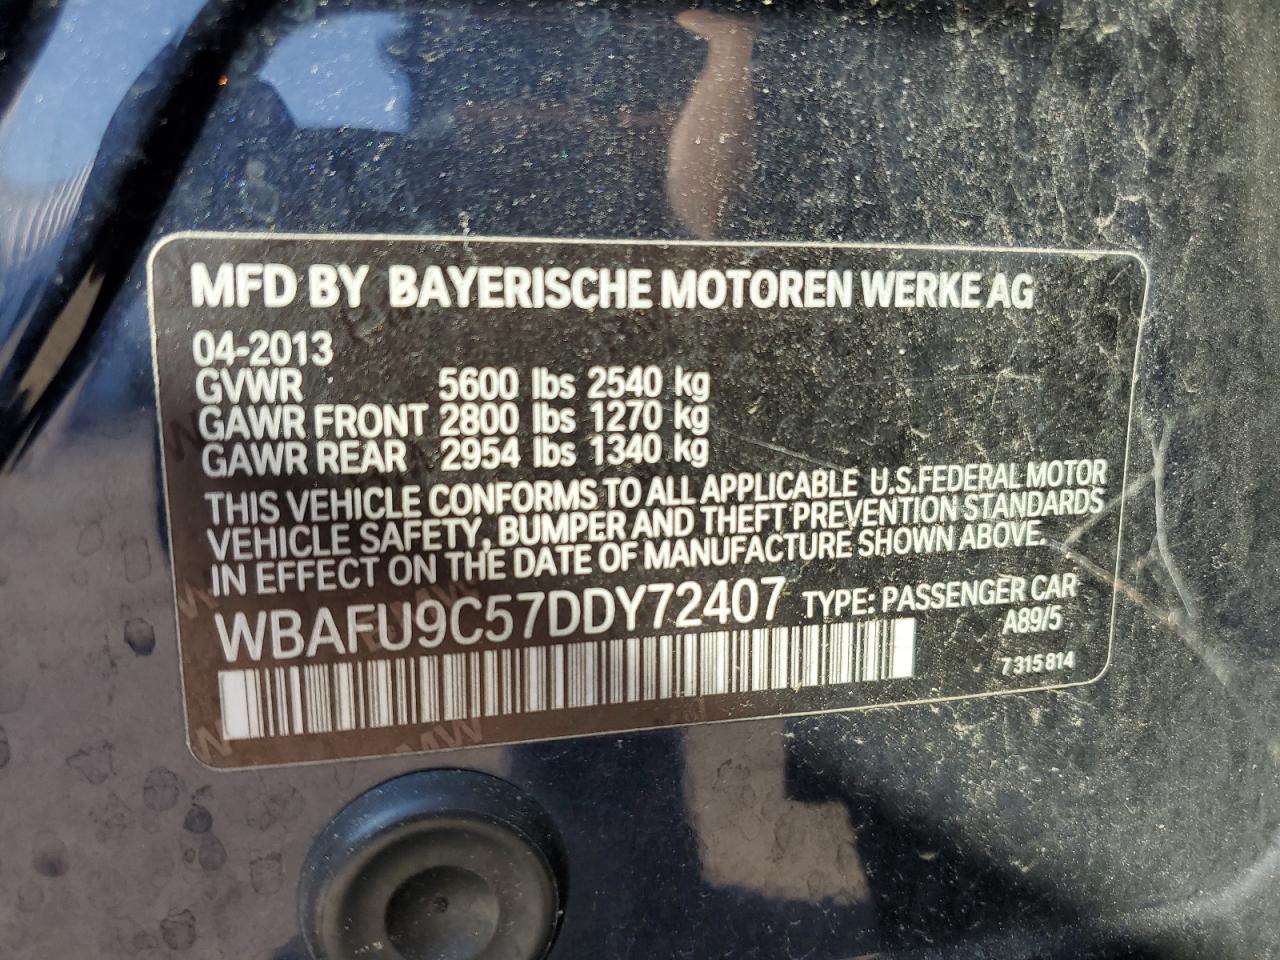 MFD BY BAYERISCHE MOTOREN WERKE AG
04-2013
GVWR 5600 lbs 2540 kg
GAWR FRONT 2800 lbs 1270 kg
GAWR REAR 2954 lbs 1340 kg
THIS VEHICLE CONFORMS TO ALL APPLICABLE U.S.FEDERAL MOTOR
VEHICLE SAFETY, BUMPER AND THEFT PREVENTION STANDARDS
IN EFFECT ON THE DATE OF MANUFACTURE SHOWN ABOVE.
WBAFU9C57DDY72407 TYPE: PASSENGER CAR
A89/5
7 315 814